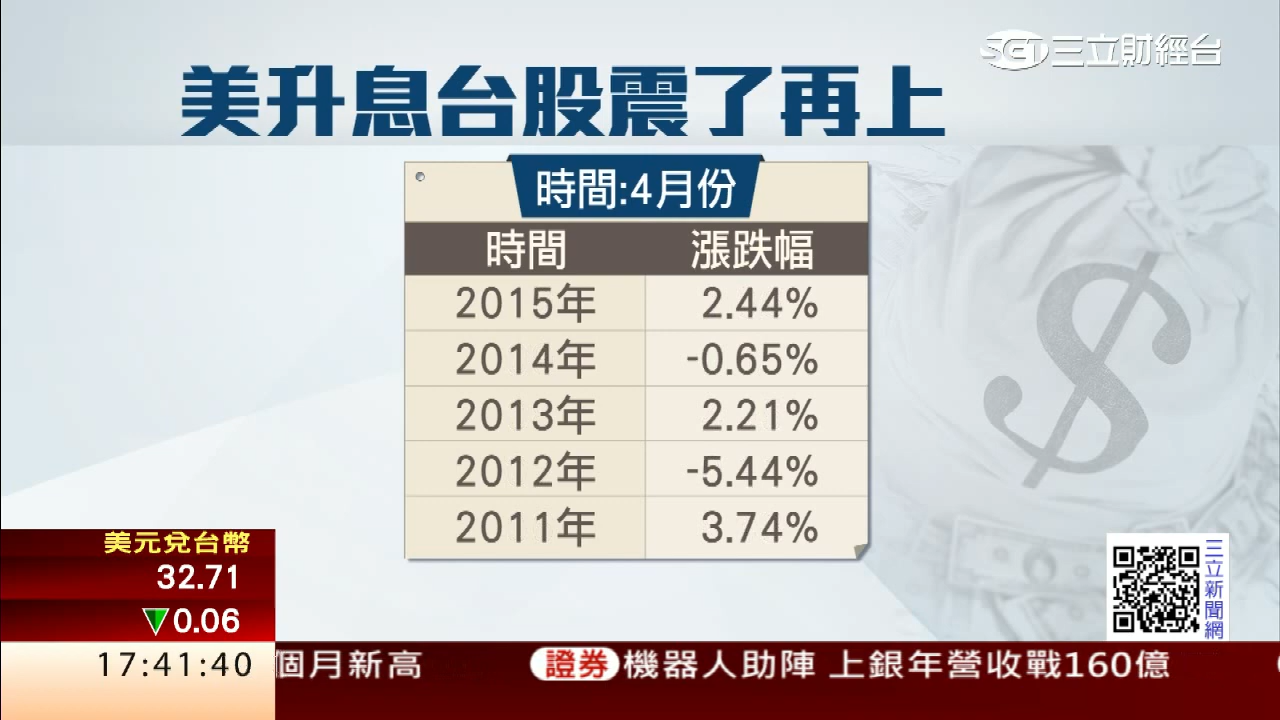 SET三立財經台
美升息台股震了再上
時間:4月份
時間 漲跌幅
2015年 2.44%
2014年 -0.65%
2013年 2.21%
2012年 -5.44%
2011年 3.74%
美元兌台幣
32.71
▼0.06
17:41:40
三立新聞網
個月新高 證券 機器人助陣 上銀年營收戰160億